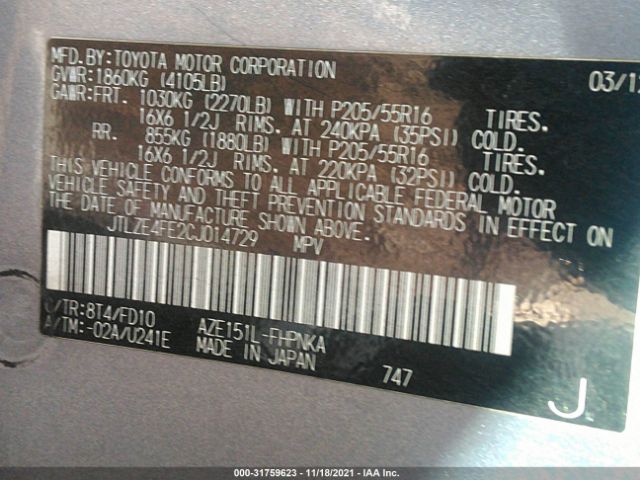 MFD.BY:TOYOTA MOTOR CORPORATION 03/1
GVWR:1860KG (4105LB)
GAWR:FRT. 1030KG (2270LB) WITH P205/55R16 TIRES.
16X6 1/2J RIMS. AT 240KPA (35PSI) COLD.
RR. 855KG (1880LB) WITH P205/55R16 TIRES.
16X6 1/2J RIMS. AT 220KPA (32PSI) COLD.
THIS VEHICLE CONFORMS TO ALL APPLICABLE FEDERAL MOTOR
VEHICLE SAFETY AND THEFT PREVENTION STANDARDS IN EFFECT ON
THE DATE OF MANUFACTURE SHOWN ABOVE.
JTLZE4FE2CJ014729 MPV
C/TR:8T4/FD10 AZE151L-FHPNKA
A/TM:-02A/U241E MADE IN JAPAN 747
J
000-31759623 - 11/18/2021 - IAA Corp.